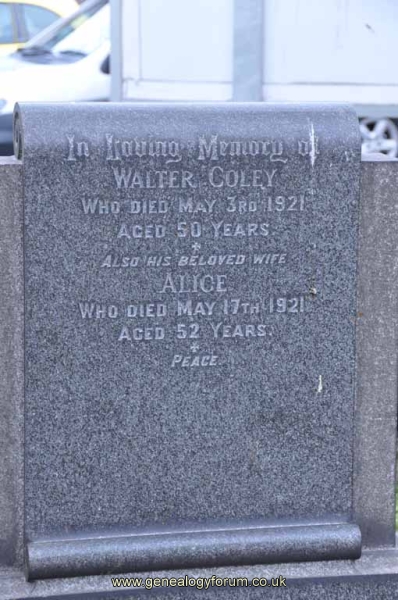 In Loving Memory of
WALTER COLEY
WHO DIED MAY 3RD 1921
AGED 50 YEARS.
ALSO HIS BELOVED WIFE
ALICE
WHO DIED MAY 17TH 1921
AGED 52 YEARS.
PEACE.
www.genealogyforum.co.uk